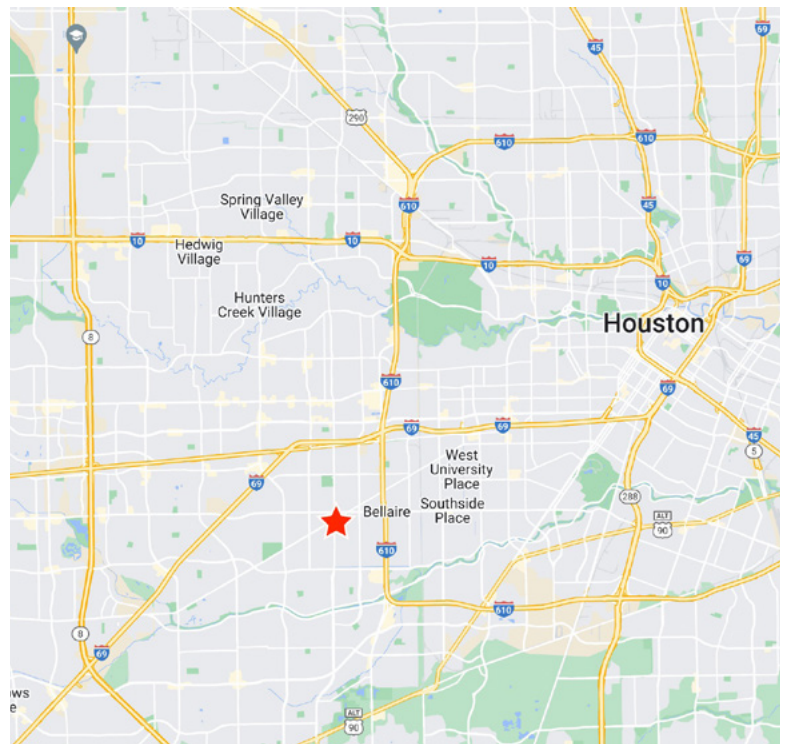 69
45
290
610
610
45
Spring Valley
Village
610
10
10
Hedwig
Village
69
10
10
Hunters
Creek Village
Houston
8
610
69
69
69
45
5
West
University
Place
69
288
Southside
Place
Bellaire
ALT
90
610
610
8
69
ows
e
ALT
90